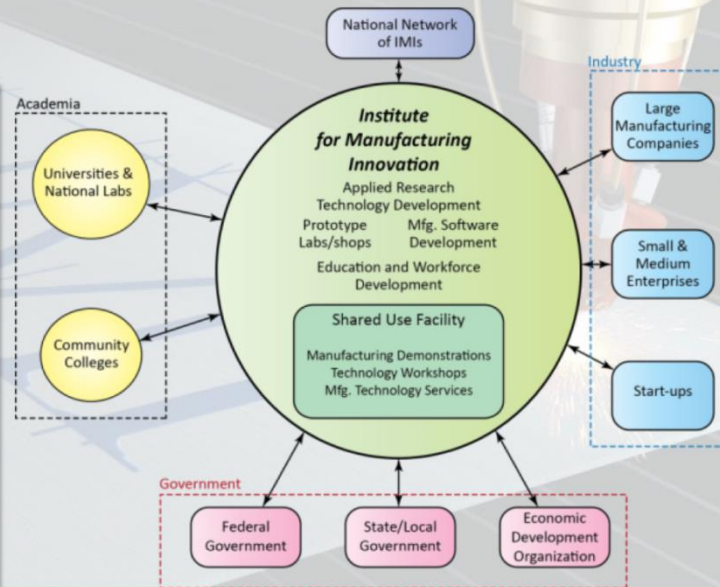 National Network
of IMIs
Industry
Academia
Institute
for Manufacturing
Innovation
Applied Research
Technology Development
Prototype
Labs/shops
Mfg. Software
Development
Education and Workforce
Development
Shared Use Facility
Manufacturing Demonstrations
Technology Workshops
Mfg. Technology Services
Universities &
National Labs
Community
Colleges
Large
Manufacturing
Companies
Small &
Medium
Enterprises
Start-ups
Government
Federal
Government
State/Local
Government
Economic
Development
Organization